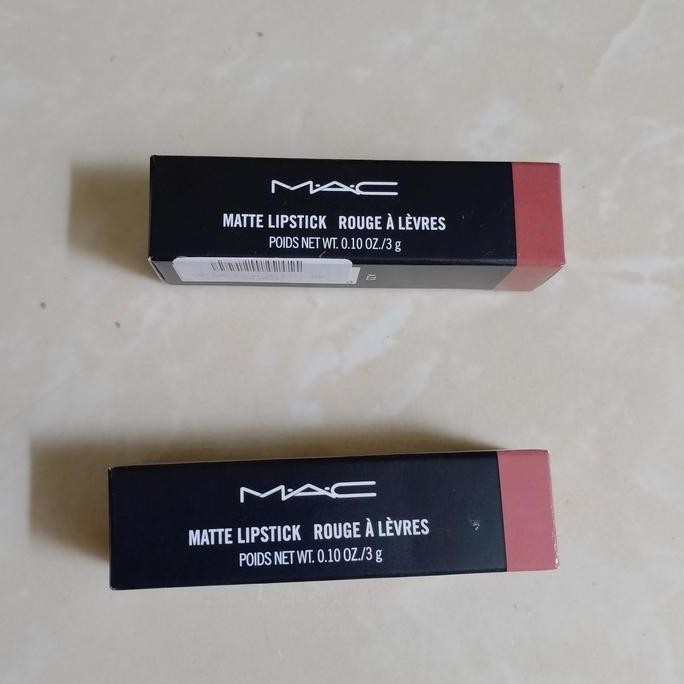 M·A·C
MATTE LIPSTICK ROUGE À LÈVRES
POIDS NET WT. 0.10 OZ./3 g
M·A·C
MATTE LIPSTICK ROUGE À LÈVRES
POIDS NET WT. 0.10 OZ./3 g